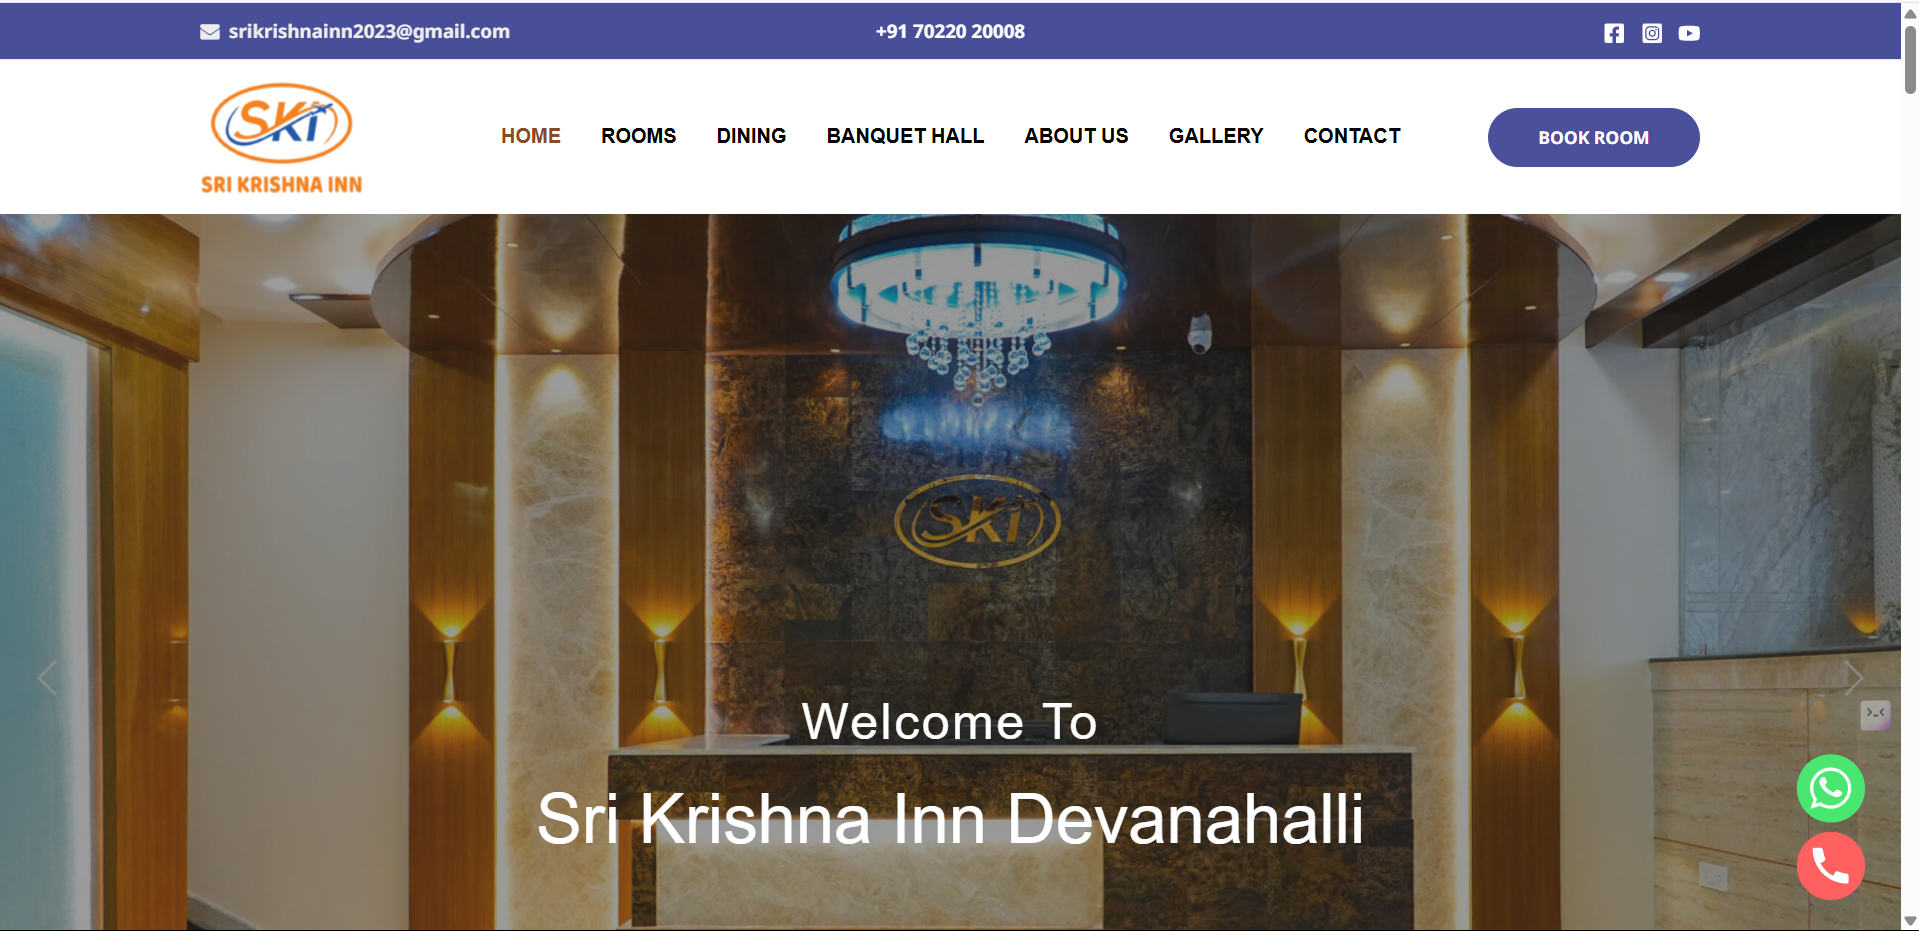 srikrishnainn2023@gmail.com
+91 70220 20008
SKI
SRI KRISHNA INN
HOME ROOMS DINING BANQUET HALL ABOUT US GALLERY CONTACT
BOOK ROOM
SKI
Welcome To
Sri Krishna Inn Devanahalli